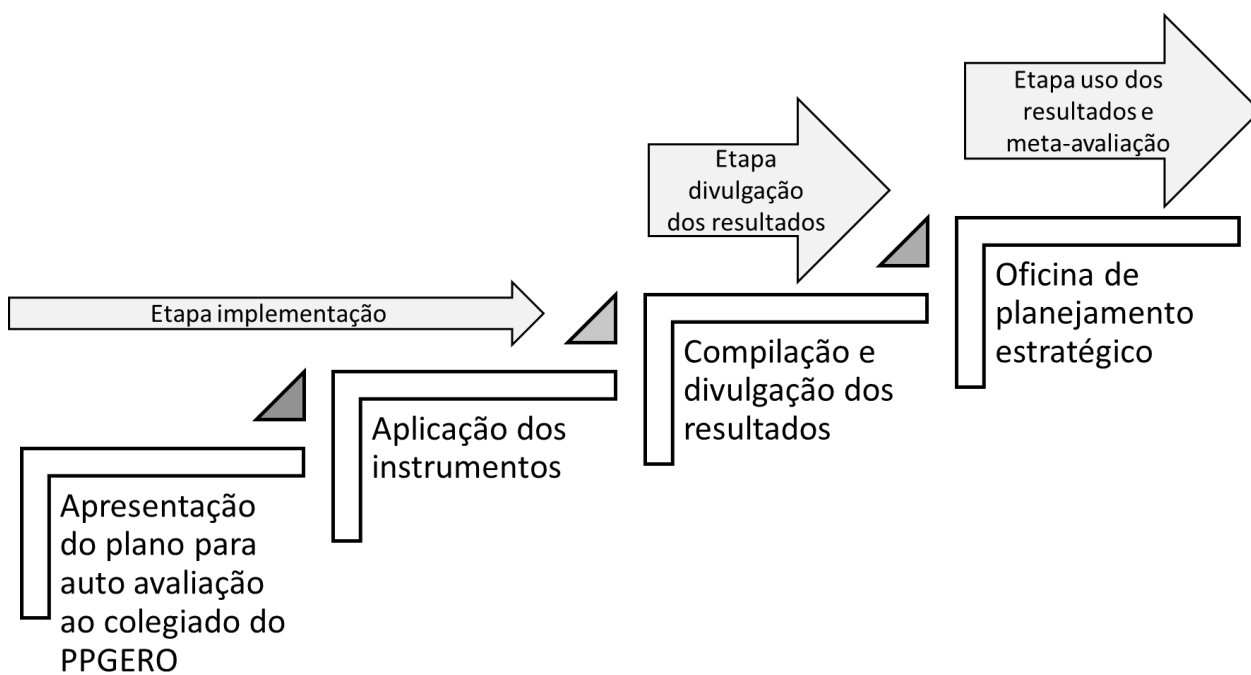 Etapa uso dos
resultados e
meta-avaliação
Etapa
divulgação
dos resultados
Etapa implementação
Oficina de
planejamento
estratégico
Compilação e
divulgação dos
resultados
Aplicação dos
instrumentos
Apresentação
do plano para
auto avaliação
ao colegiado do
PPGERO